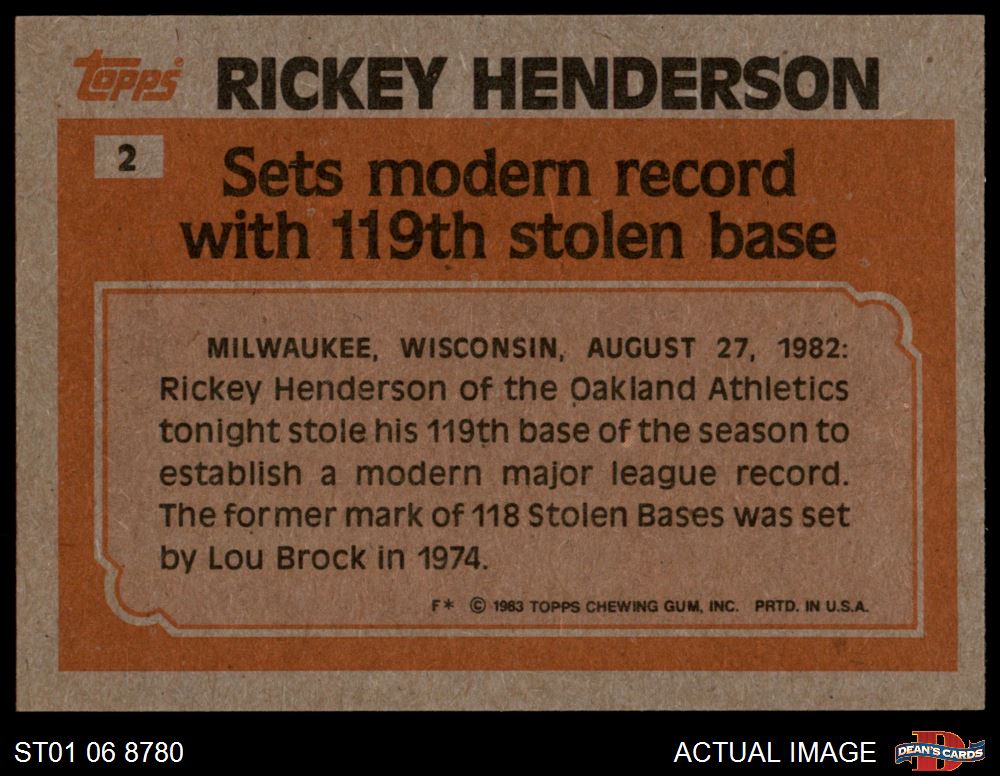 topps RICKEY HENDERSON
2
Sets modern record
with 119th stolen base
MILWAUKEE, WISCONSIN, AUGUST 27, 1982:
Rickey Henderson of the Oakland Athletics
tonight stole his 119th base of the season to
establish a modern major league record.
The former mark of 118 Stolen Bases was set
by Lou Brock in 1974.
F* © 1983 TOPPS CHEWING GUM, INC. PRTD. IN U.S.A.
ST01 06 8780
ACTUAL IMAGE
D
DEAN'S CARDS